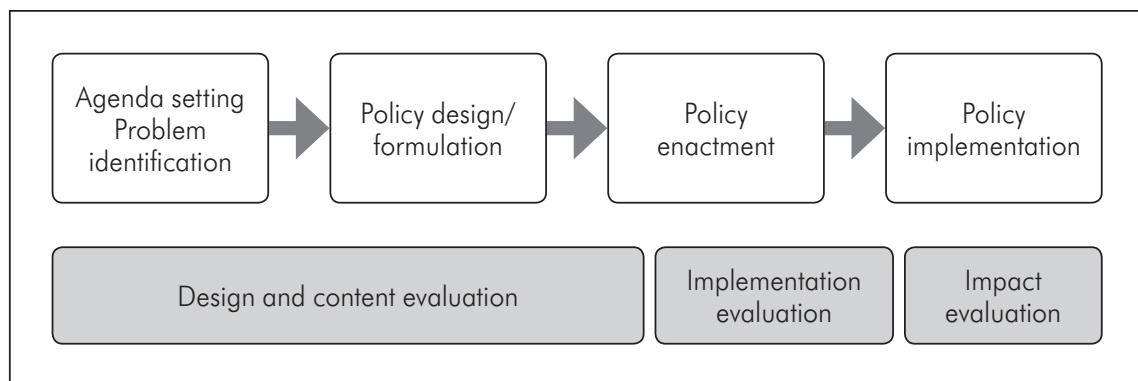 Agenda setting
Problem
identification
Policy design/
formulation
Policy
enactment
Policy
implementation
Design and content evaluation
Implementation
evaluation
Impact
evaluation